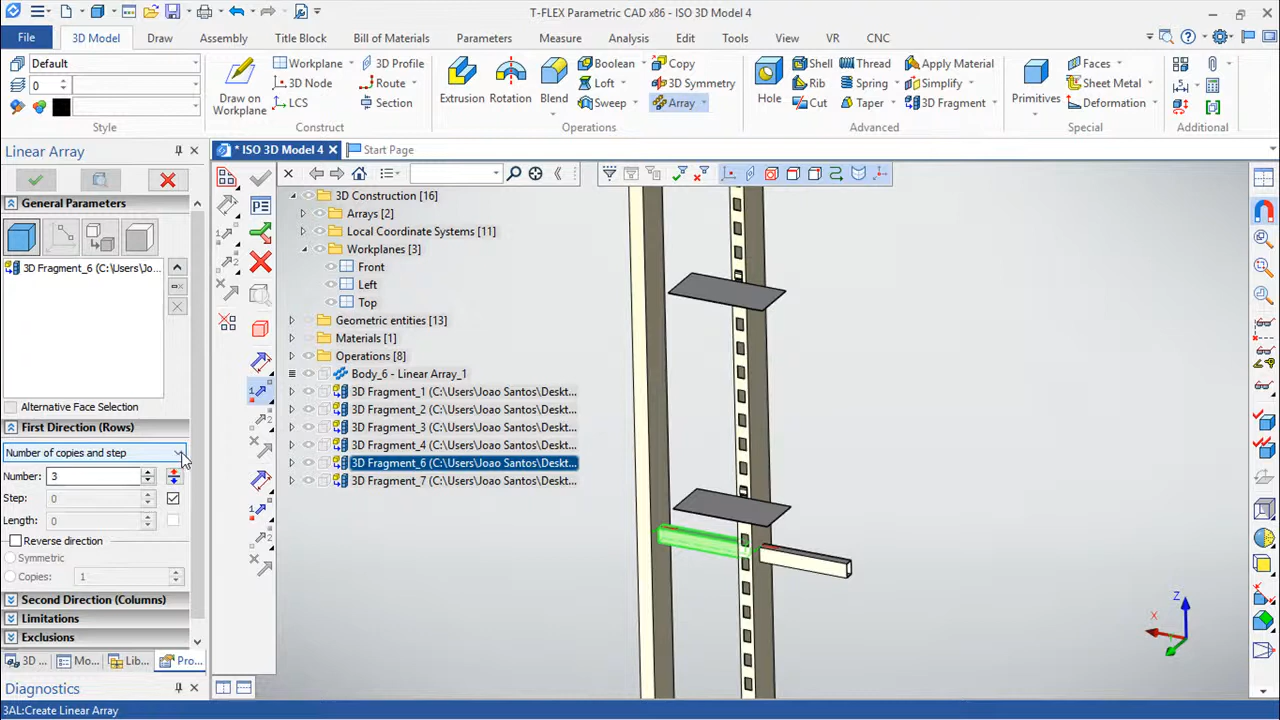 T-FLEX Parametric CAD x86 - ISO 3D Model 4
File
3D Model
Draw
Assembly
Title Block
Bill of Materials
Parameters
Measure
Analysis
Edit
Tools
View
VR
CNC
Default
0
Style
Draw on Workplane
Workplane
3D Node
LCS
3D Profile
Route
Section
Construct
Extrusion
Rotation
Blend
Boolean
Loft
Sweep
Copy
3D Symmetry
Array
Operations
Hole
Shell
Rib
Cut
Thread
Spring
Taper
Apply Material
Simplify
3D Fragment
Advanced
Primitives
Faces
Sheet Metal
Deformation
Special
Additional
Linear Array
* ISO 3D Model 4
Start Page
General Parameters
3D Fragment_6 (C:\Users\Jo...
Alternative Face Selection
First Direction (Rows)
Number of copies and step
Number: 3
Step: 0
Length: 0
Reverse direction
Symmetric
Copies: 1
Second Direction (Columns)
Limitations
Exclusions
3D ...
Mo...
Lib...
Pro...
Diagnostics
3D Construction [16]
Arrays [2]
Local Coordinate Systems [11]
Workplanes [3]
Front
Left
Top
Geometric entities [13]
Materials [1]
Operations [8]
Body_6 - Linear Array_1
3D Fragment_1 (C:\Users\Joao Santos\Deskt...
3D Fragment_2 (C:\Users\Joao Santos\Deskt...
3D Fragment_3 (C:\Users\Joao Santos\Deskt...
3D Fragment_4 (C:\Users\Joao Santos\Deskt...
3D Fragment_6 (C:\Users\Joao Santos\Deskt...
3D Fragment_7 (C:\Users\Joao Santos\Deskt...
Z
X
3AL:Create Linear Array